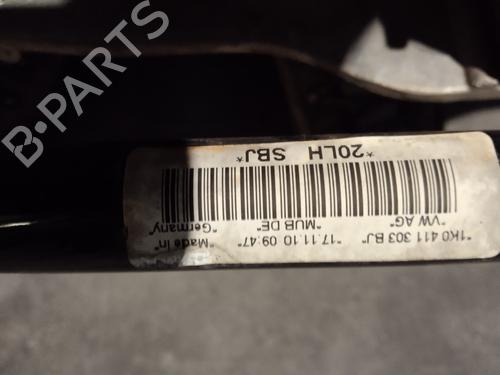 B-PARTS
*20LH SBJ*
"1K0 411 303 BJ" "17.11.10 09:47" "Made in"
"VW AG" "MUB DE" "Germany"